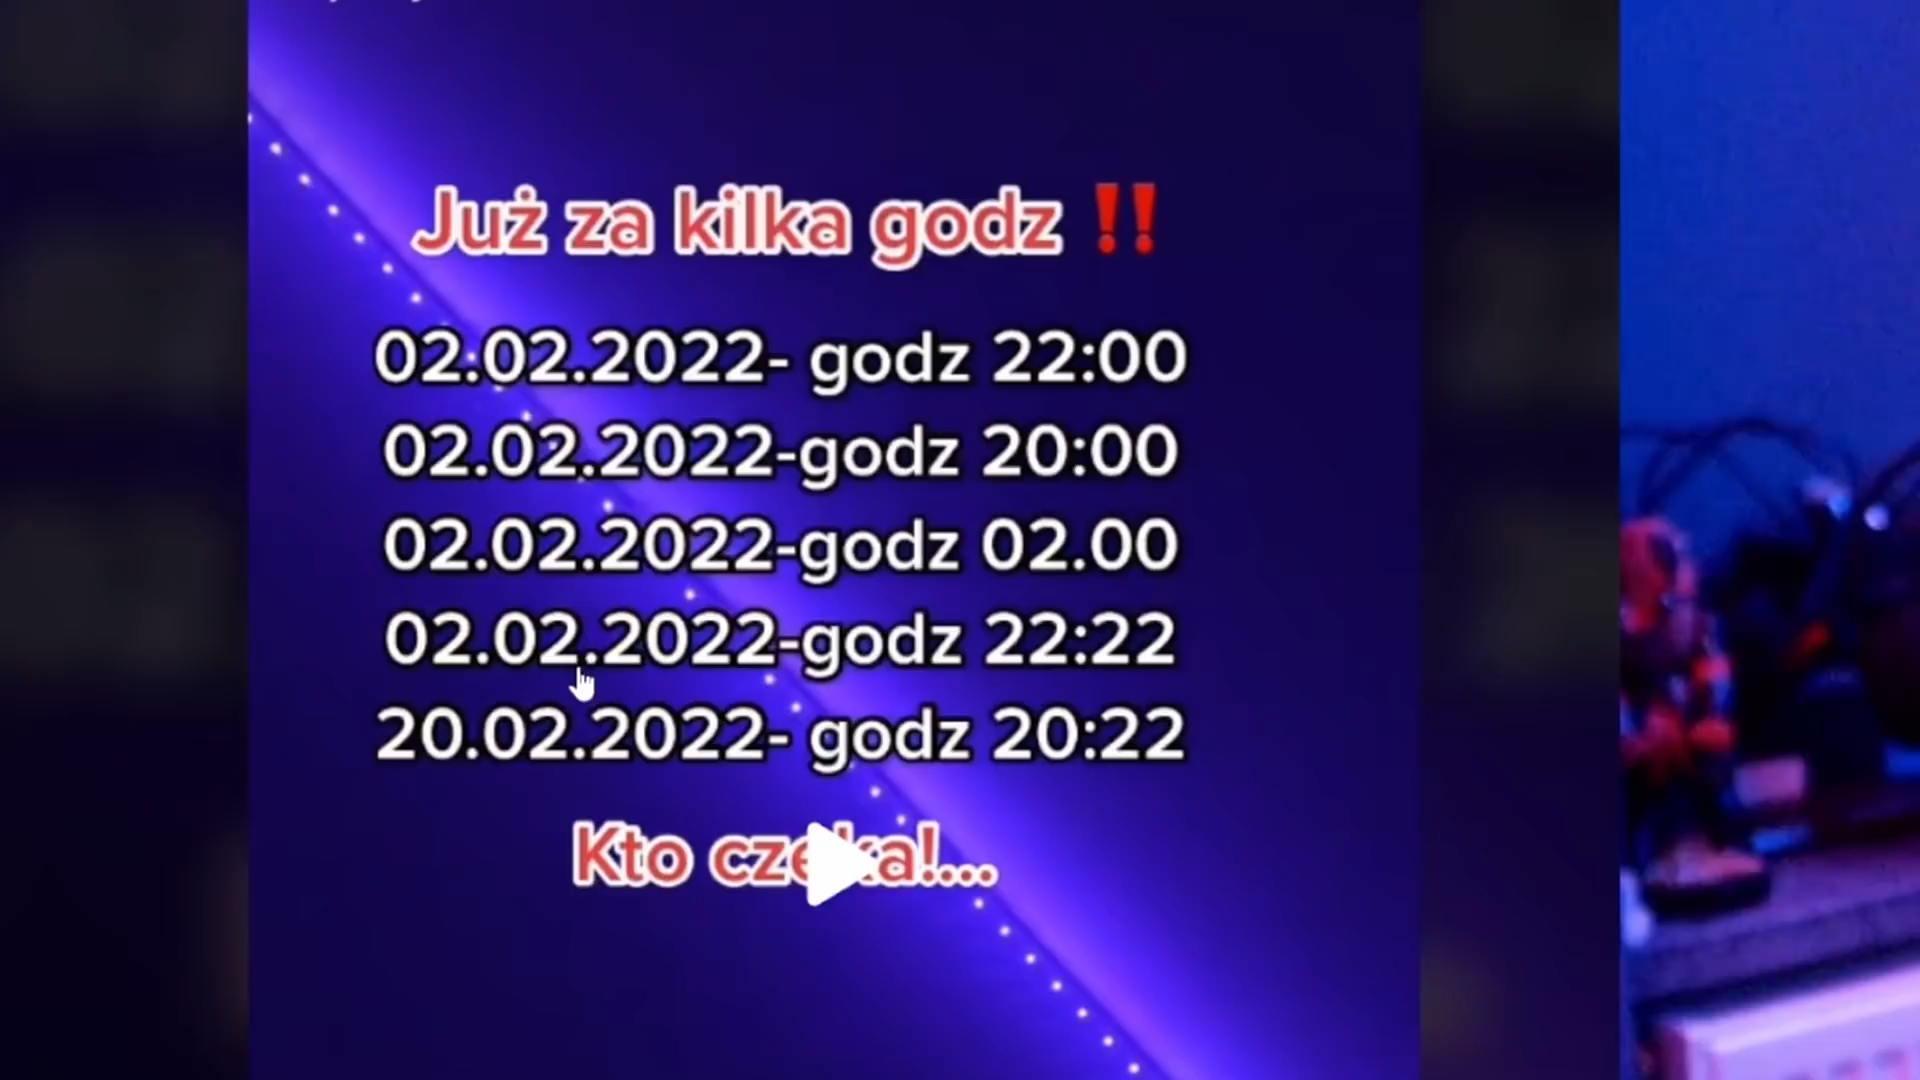 Już za kilka godz ‼️
02.02.2022- godz 22:00
02.02.2022-godz 20:00
02.02.2022-godz 02.00
02.02.2022-godz 22:22
20.02.2022- godz 20:22
Kto czeka!...